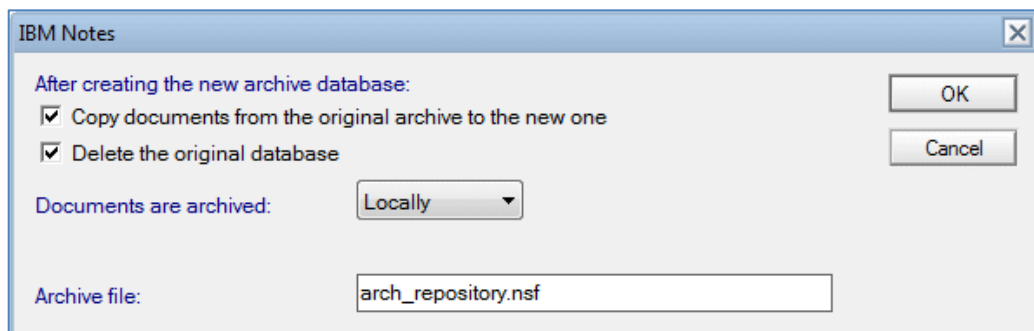 IBM Notes
After creating the new archive database:
Copy documents from the original archive to the new one
Delete the original database
OK
Cancel
Documents are archived: Locally
Archive file: arch_repository.nsf